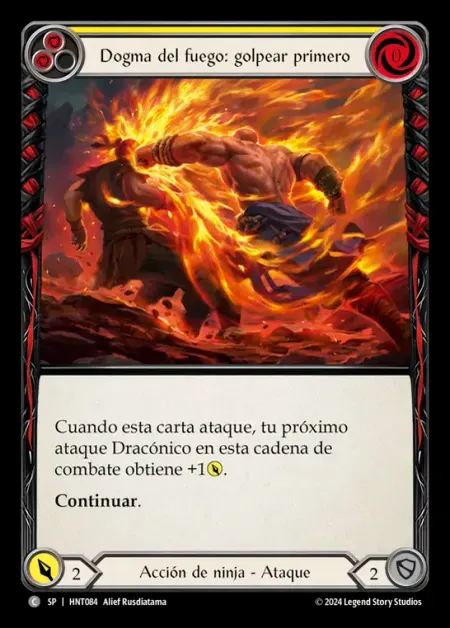 Dogma del fuego: golpear primero
0
Cuando esta carta ataque, tu próximo
ataque Dracónico en esta cadena de
combate obtiene +1.
Continuar.
2
Acción de ninja - Ataque
2
C SP | HNT084 Alief Rusdiatama
© 2024 Legend Story Studios